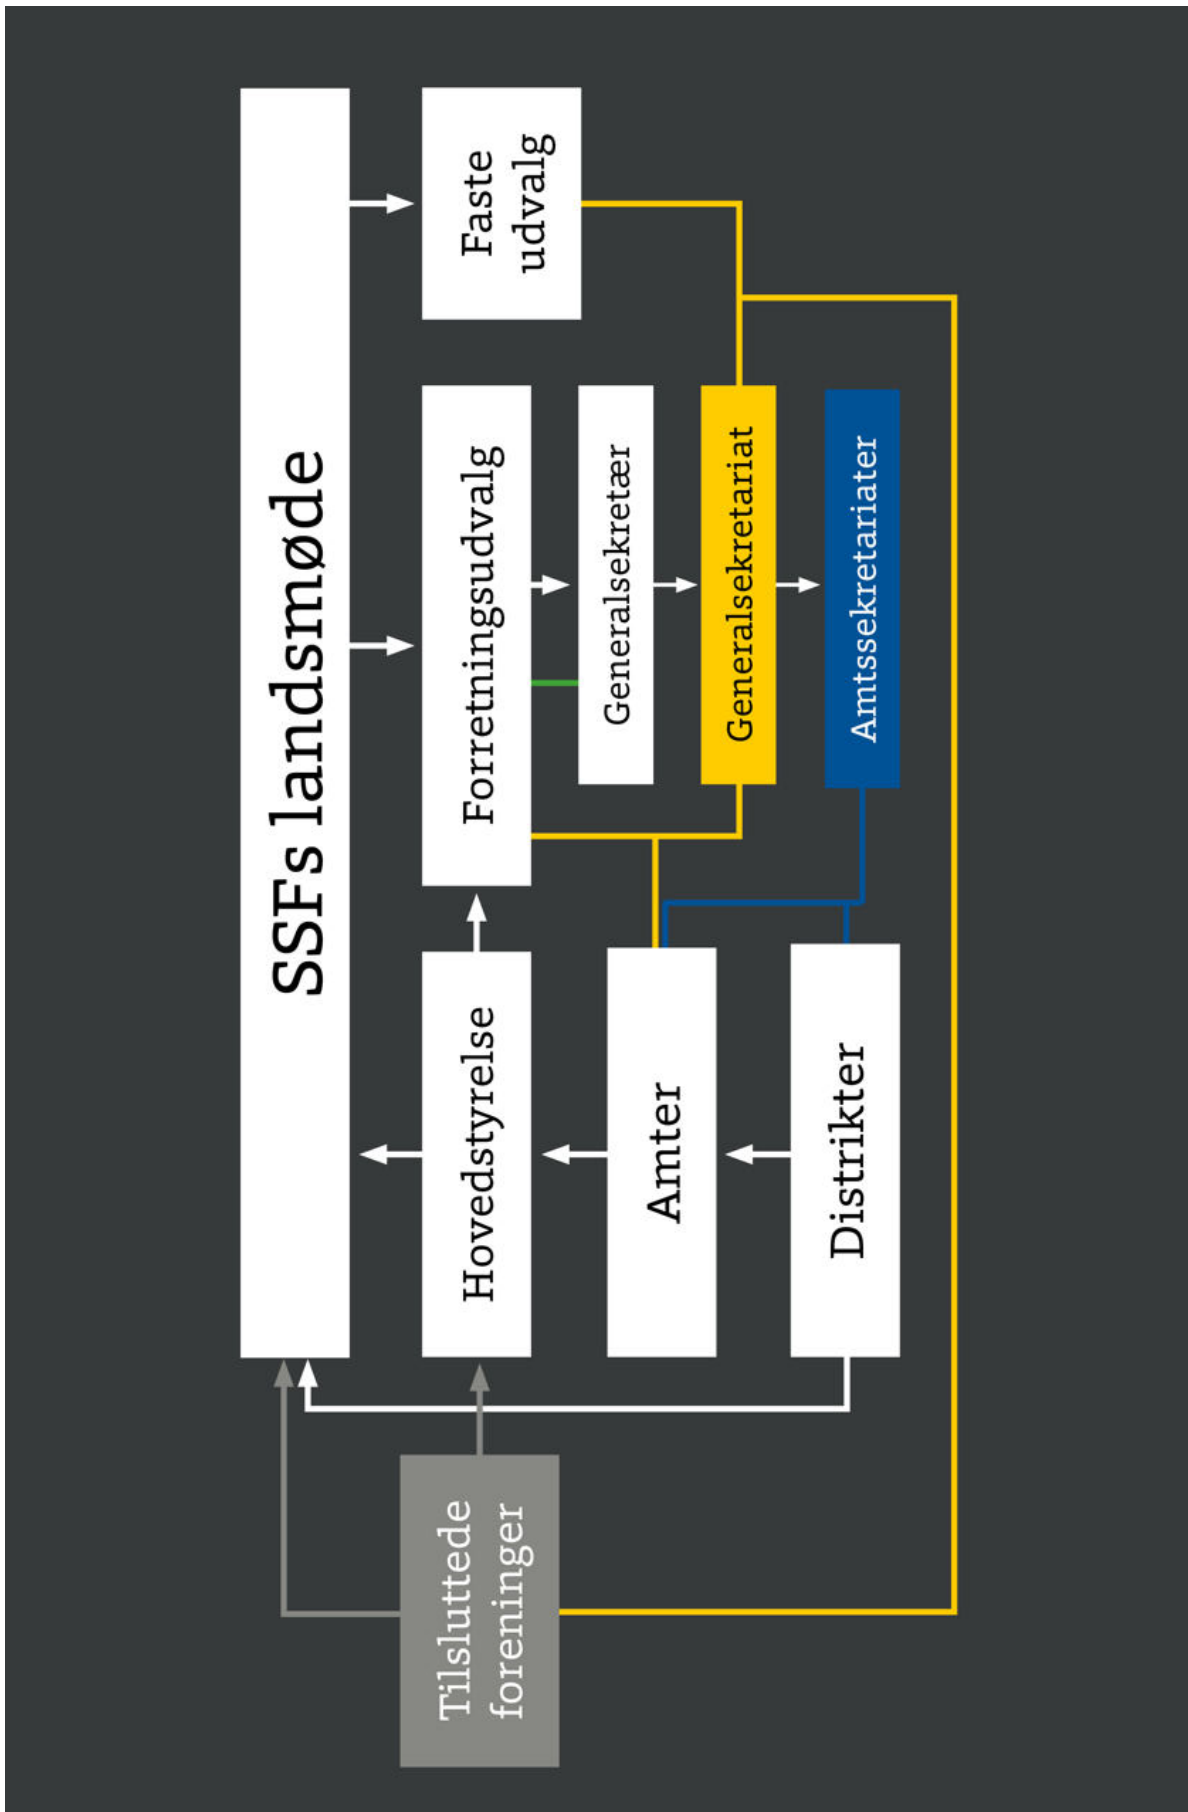 SSFs landsmøde
Tilsluttede
foreninger
Hovedstyrelse
Forretningsudvalg
Faste
udvalg
Generalsekretær
Amter
Generalsekretariat
Distrikter
Amtssekretariater